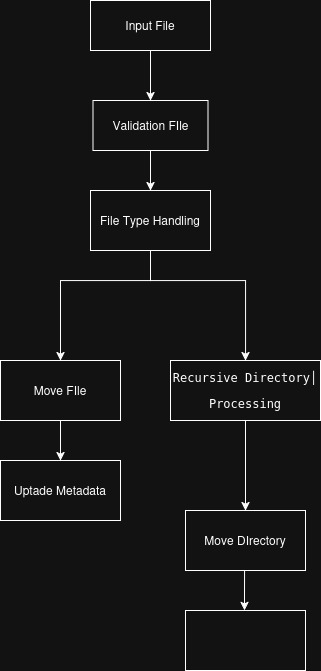 Input File
Validation FIle
File Type Handling
Move FIle
Recursive Directory|
Processing
Uptade Metadata
Move DIrectory